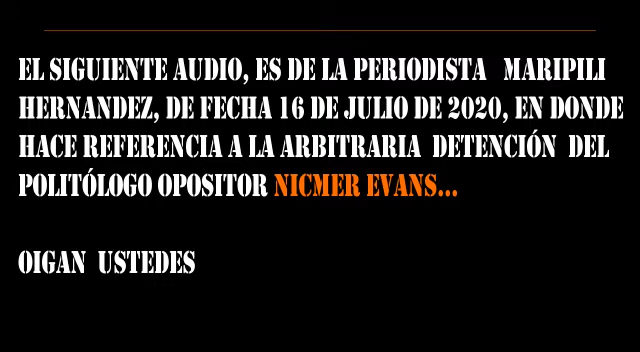 EL SIGUIENTE AUDIO, ES DE LA PERIODISTA MARIPILI
HERNANDEZ, DE FECHA 16 DE JULIO DE 2020, EN DONDE
HACE REFERENCIA A LA ARBITRARIA DETENCIÓN DEL
POLITÓLOGO OPOSITOR NICMER EVANS...
OIGAN USTEDES